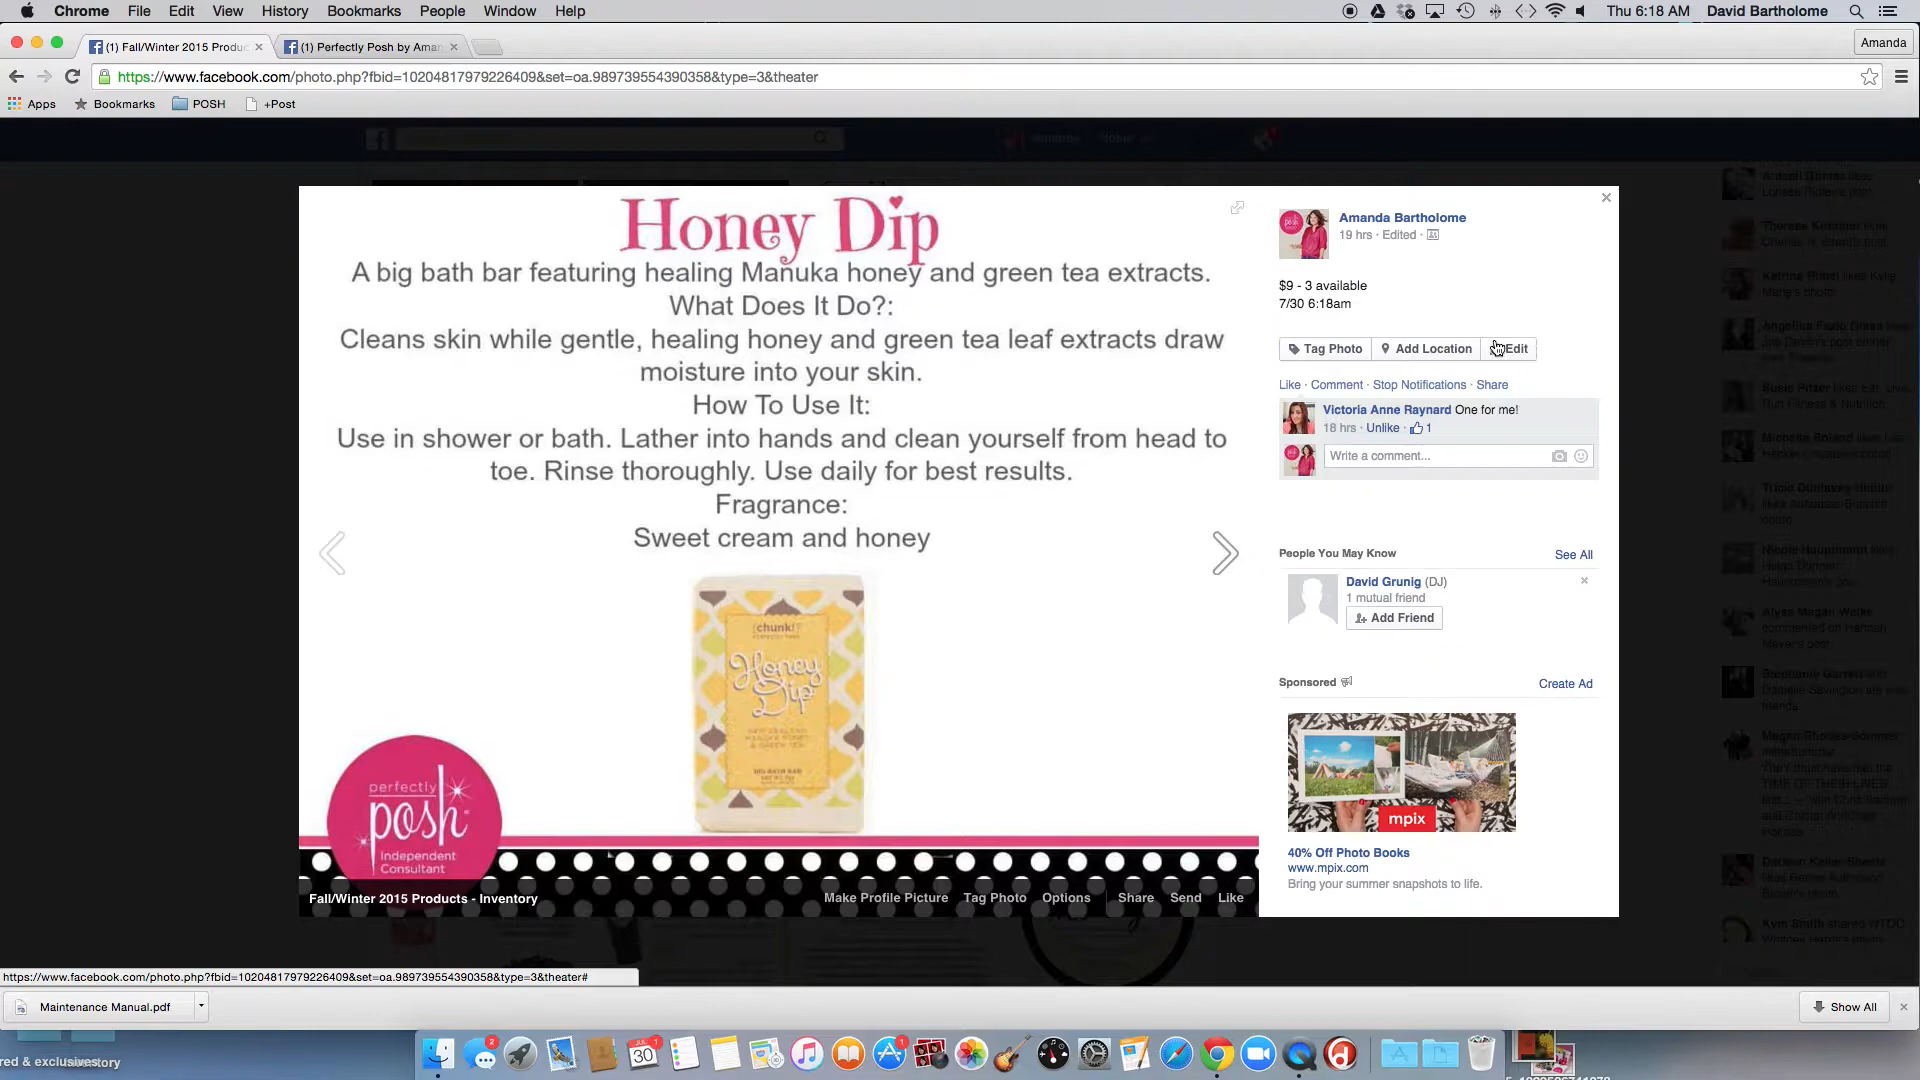 Chrome File Edit View History Bookmarks People Window Help
Thu 6:18 AM David Bartholome
(1) Fall/Winter 2015 Produc
(1) Perfectly Posh by Aman
Amanda
https://www.facebook.com/photo.php?fbid=10204817979226409&set=oa.989739554390358&type=3&theater
Apps Bookmarks POSH +Post
Honey Dip
A big bath bar featuring healing Manuka honey and green tea extracts.
What Does It Do?:
Cleans skin while gentle, healing honey and green tea leaf extracts draw
moisture into your skin.
How To Use It:
Use in shower or bath. Lather into hands and clean yourself from head to
toe. Rinse thoroughly. Use daily for best results.
Fragrance:
Sweet cream and honey
chunk!
Honey
Dip
BIG BATH BAR
perfectly
posh
Independent
Consultant
Fall/Winter 2015 Products - Inventory
Make Profile Picture Tag Photo Options Share Send Like
Amanda Bartholome
19 hrs · Edited ·
$9 - 3 available
7/30 6:18am
Tag Photo Add Location Edit
Like · Comment · Stop Notifications · Share
Victoria Anne Raynard One for me!
18 hrs · Unlike · 1
Write a comment...
People You May Know See All
David Grunig (DJ)
1 mutual friend
Add Friend
Sponsored Create Ad
mpix
40% Off Photo Books
www.mpix.com
Bring your summer snapshots to life.
https://www.facebook.com/photo.php?fbid=10204817979226409&set=oa.989739554390358&type=3&theater#
Maintenance Manual.pdf
Show All
JUL
30